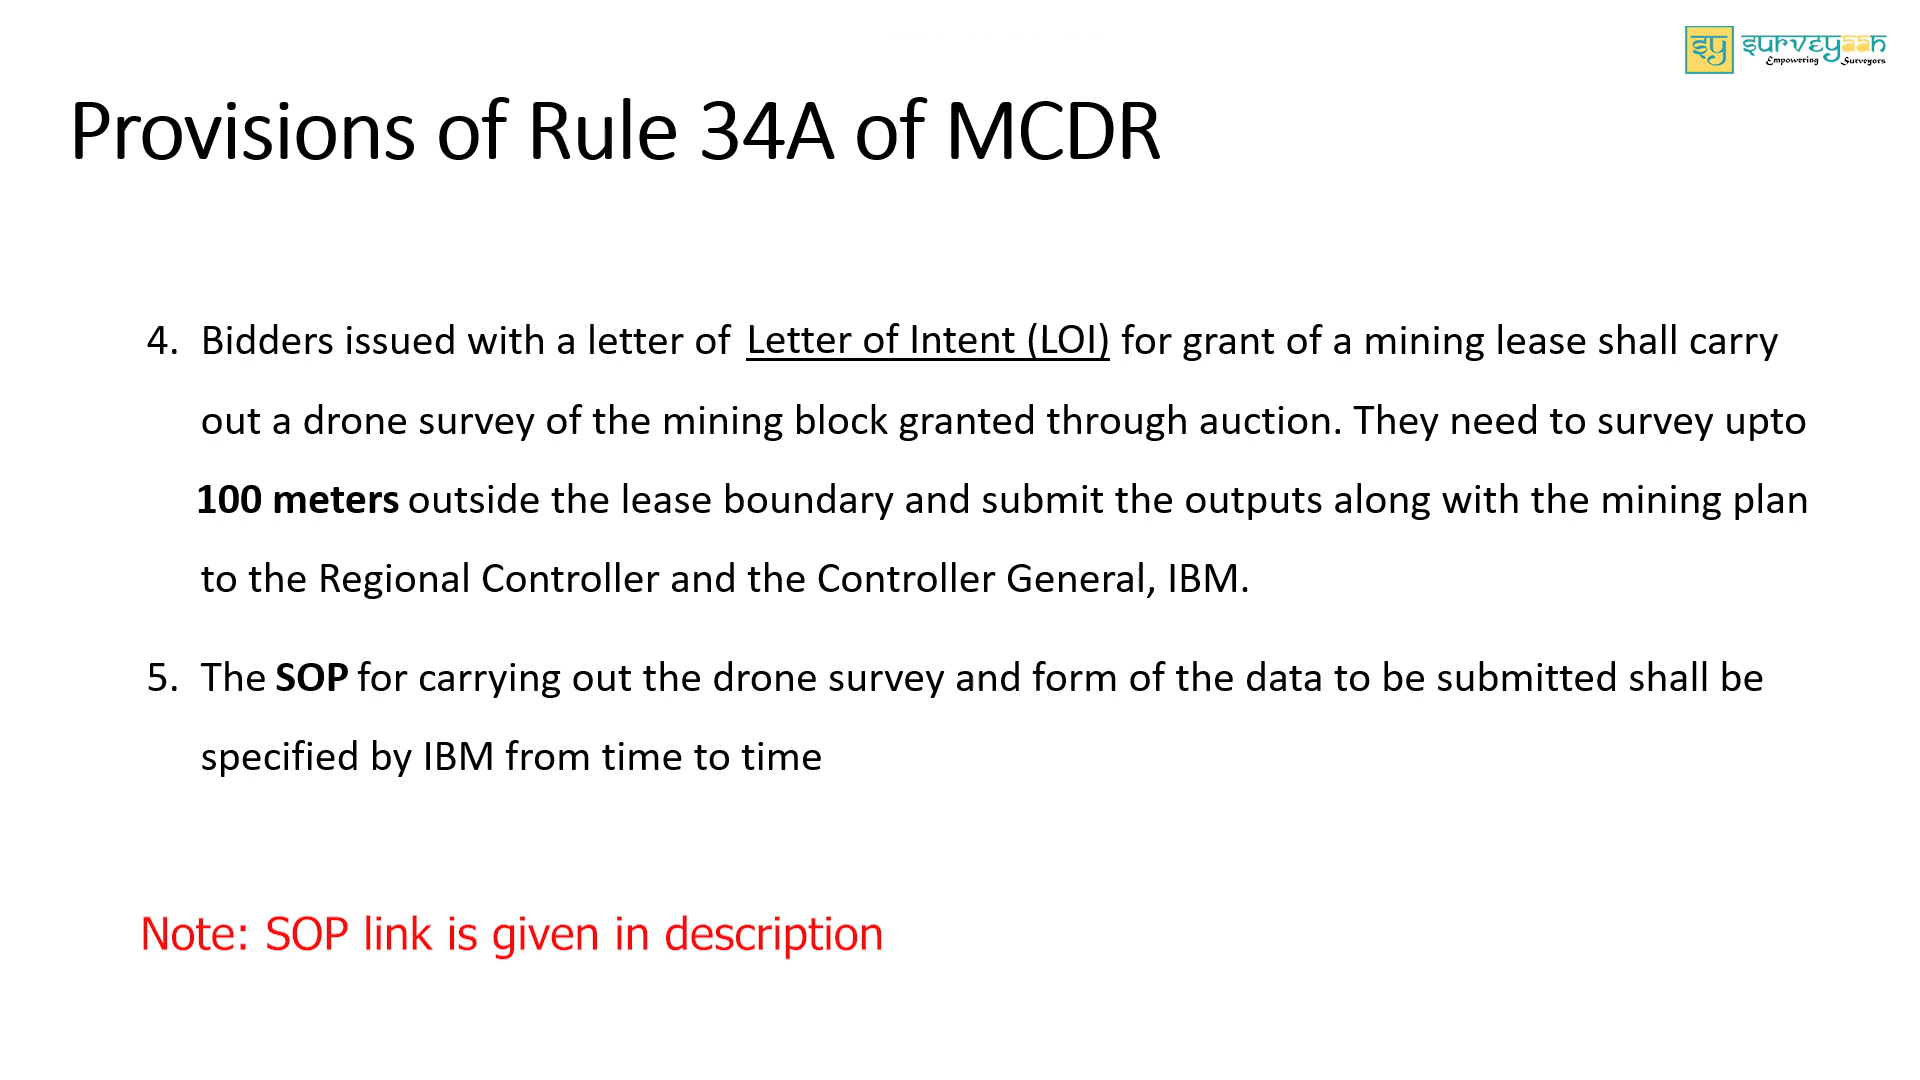 SY surveyaan
Empowering Surveyors
Provisions of Rule 34A of MCDR
4. Bidders issued with a letter of Letter of Intent (LOI) for grant of a mining lease shall carry
out a drone survey of the mining block granted through auction. They need to survey upto
100 meters outside the lease boundary and submit the outputs along with the mining plan
to the Regional Controller and the Controller General, IBM.
5. The SOP for carrying out the drone survey and form of the data to be submitted shall be
specified by IBM from time to time
Note: SOP link is given in description